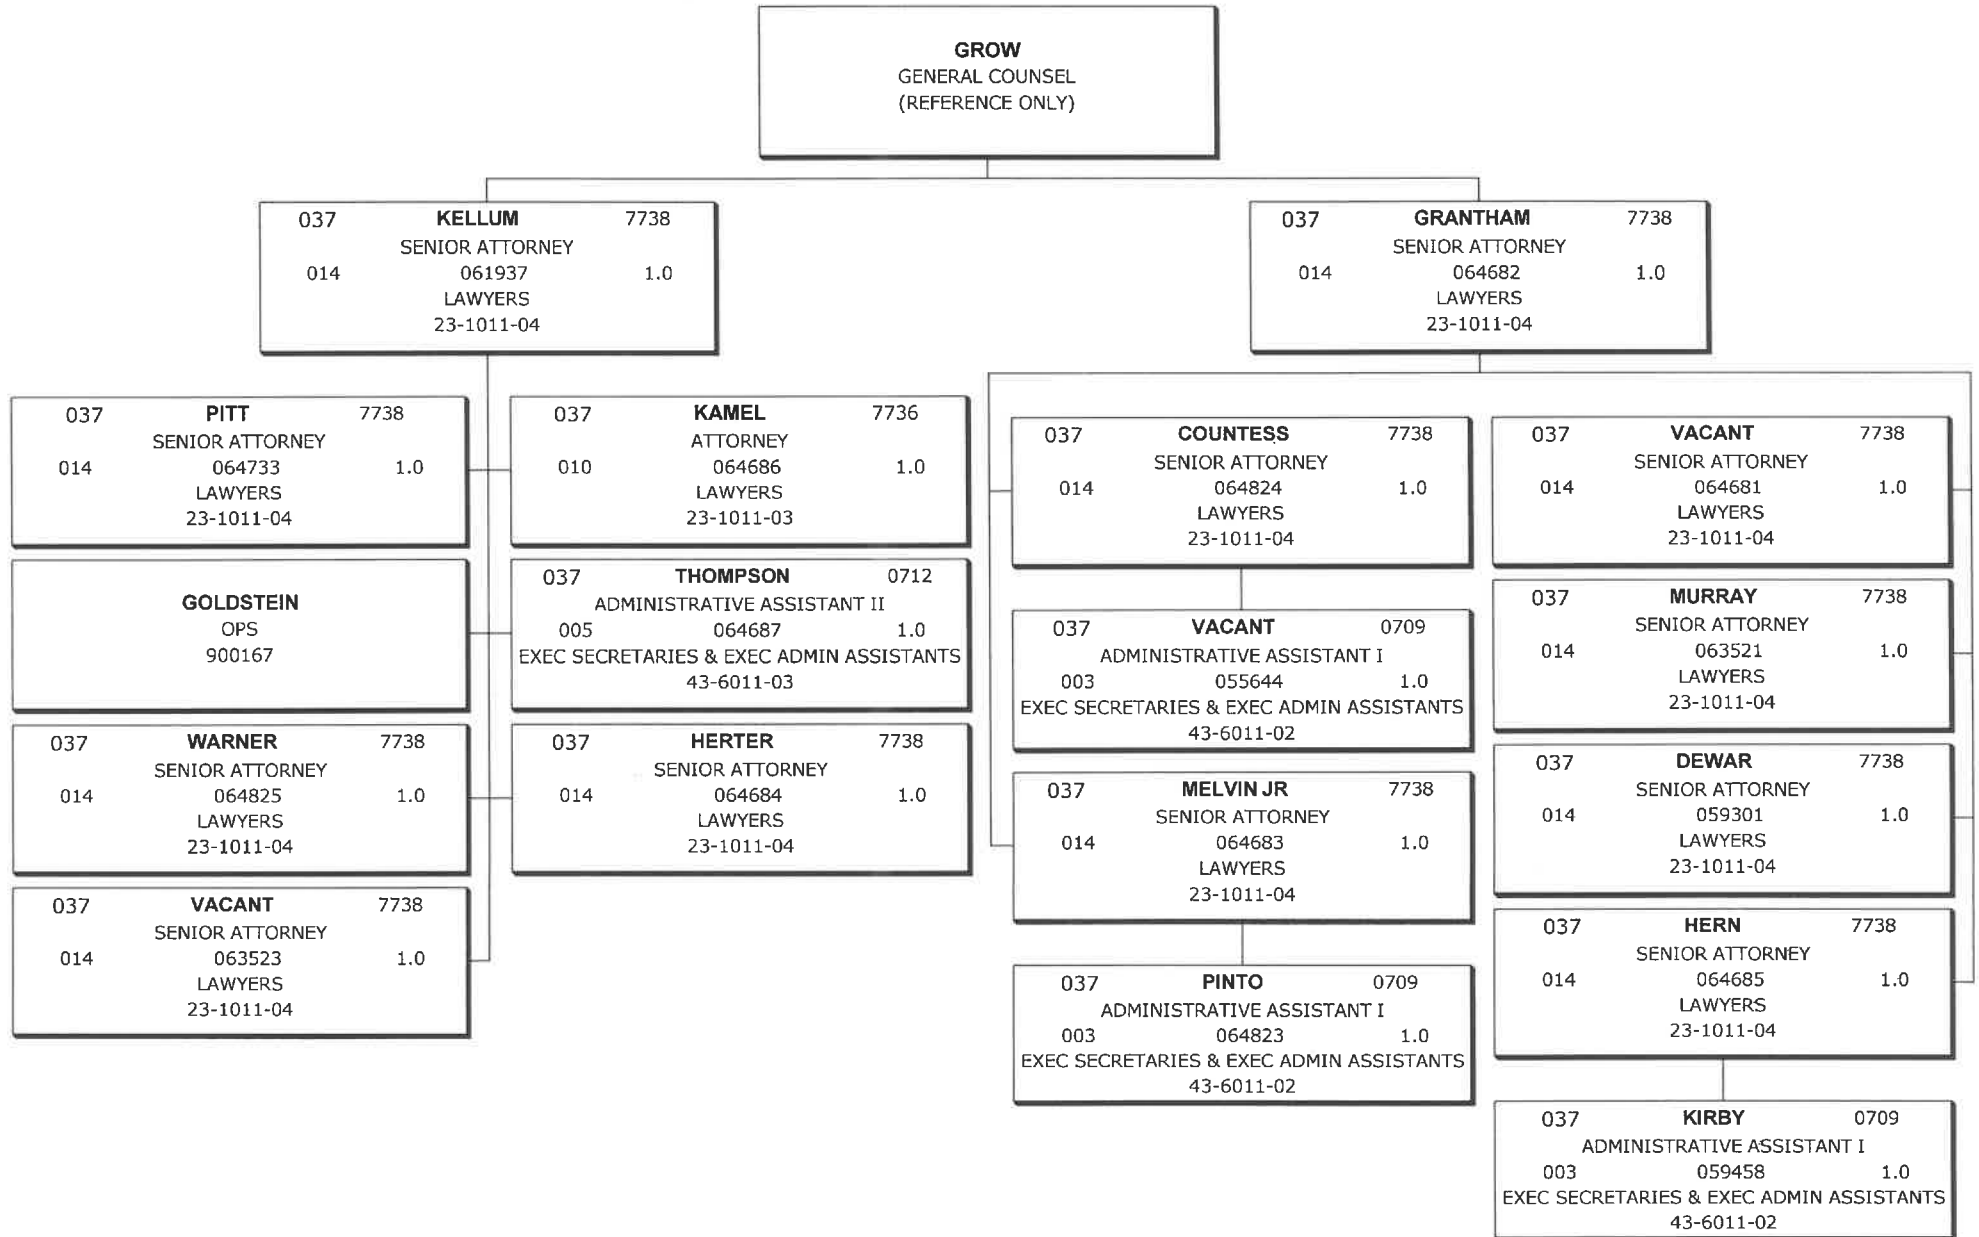 GROW
GENERAL COUNSEL
(REFERENCE ONLY)
037 KELLUM 7738
SENIOR ATTORNEY
014 061937 1.0
LAWYERS
23-1011-04
037 GRANTHAM 7738
SENIOR ATTORNEY
014 064682 1.0
LAWYERS
23-1011-04
037 PITT 7738
SENIOR ATTORNEY
014 064733 1.0
LAWYERS
23-1011-04
037 KAMEL 7736
ATTORNEY
010 064686 1.0
LAWYERS
23-1011-03
GOLDSTEIN
OPS
900167
037 THOMPSON 0712
ADMINISTRATIVE ASSISTANT II
005 064687 1.0
EXEC SECRETARIES & EXEC ADMIN ASSISTANTS
43-6011-03
037 WARNER 7738
SENIOR ATTORNEY
014 064825 1.0
LAWYERS
23-1011-04
037 HERTER 7738
SENIOR ATTORNEY
014 064684 1.0
LAWYERS
23-1011-04
037 VACANT 7738
SENIOR ATTORNEY
014 063523 1.0
LAWYERS
23-1011-04
037 COUNTESS 7738
SENIOR ATTORNEY
014 064824 1.0
LAWYERS
23-1011-04
037 VACANT 0709
ADMINISTRATIVE ASSISTANT I
003 055644 1.0
EXEC SECRETARIES & EXEC ADMIN ASSISTANTS
43-6011-02
037 MELVIN JR 7738
SENIOR ATTORNEY
014 064683 1.0
LAWYERS
23-1011-04
037 PINTO 0709
ADMINISTRATIVE ASSISTANT I
003 064823 1.0
EXEC SECRETARIES & EXEC ADMIN ASSISTANTS
43-6011-02
037 VACANT 7738
SENIOR ATTORNEY
014 064681 1.0
LAWYERS
23-1011-04
037 MURRAY 7738
SENIOR ATTORNEY
014 063521 1.0
LAWYERS
23-1011-04
037 DEWAR 7738
SENIOR ATTORNEY
014 059301 1.0
LAWYERS
23-1011-04
037 HERN 7738
SENIOR ATTORNEY
014 064685 1.0
LAWYERS
23-1011-04
037 KIRBY 0709
ADMINISTRATIVE ASSISTANT I
003 059458 1.0
EXEC SECRETARIES & EXEC ADMIN ASSISTANTS
43-6011-02